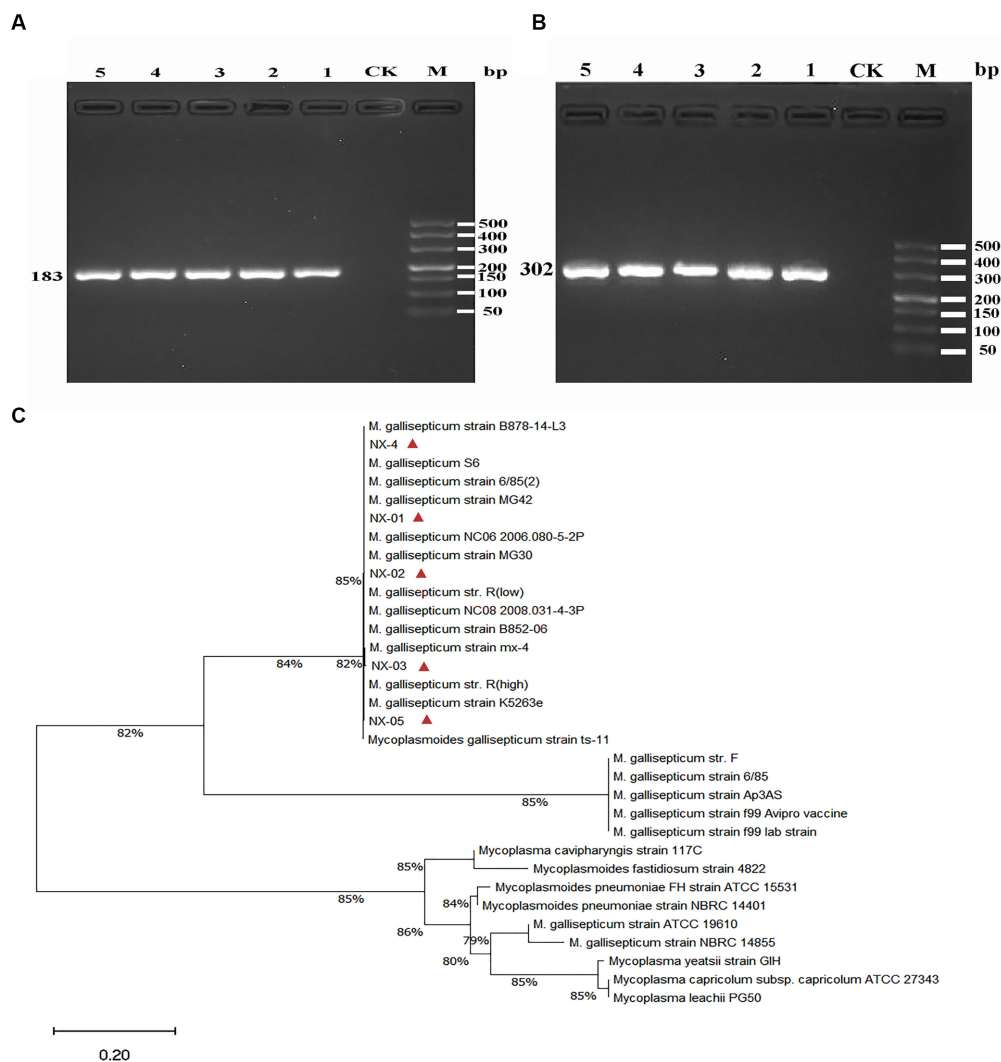 A
5 4 3 2 1 CK M bp
500
400
300
200
150
100
50
183
B
5 4 3 2 1 CK M bp
500
400
300
200
150
100
50
302
C
M. gallisepticum strain B878-14-L3
NX-4
M. gallisepticum S6
M. gallisepticum strain 6/85(2)
M. gallisepticum strain MG42
NX-01
M. gallisepticum NC06 2006.080-5-2P
M. gallisepticum strain MG30
NX-02
M. gallisepticum str. R(low)
M. gallisepticum NC08 2008.031-4-3P
M. gallisepticum strain B852-06
M. gallisepticum strain mx-4
NX-03
M. gallisepticum str. R(high)
M. gallisepticum strain K5263e
NX-05
Mycoplasmoides gallisepticum strain ts-11
M. gallisepticum str. F
M. gallisepticum strain 6/85
M. gallisepticum strain Ap3AS
M. gallisepticum strain f99 Avipro vaccine
M. gallisepticum strain f99 lab strain
Mycoplasma cavipharyngis strain 117C
Mycoplasmoides fastidiosum strain 4822
Mycoplasmoides pneumoniae FH strain ATCC 15531
Mycoplasmoides pneumoniae strain NBRC 14401
M. gallisepticum strain ATCC 19610
M. gallisepticum strain NBRC 14855
Mycoplasma yeatsii strain GIH
Mycoplasma capricolum subsp. capricolum ATCC 27343
Mycoplasma leachii PG50
85%
84%
82%
82%
85%
85%
85%
84%
86%
79%
80%
85%
85%
0.20